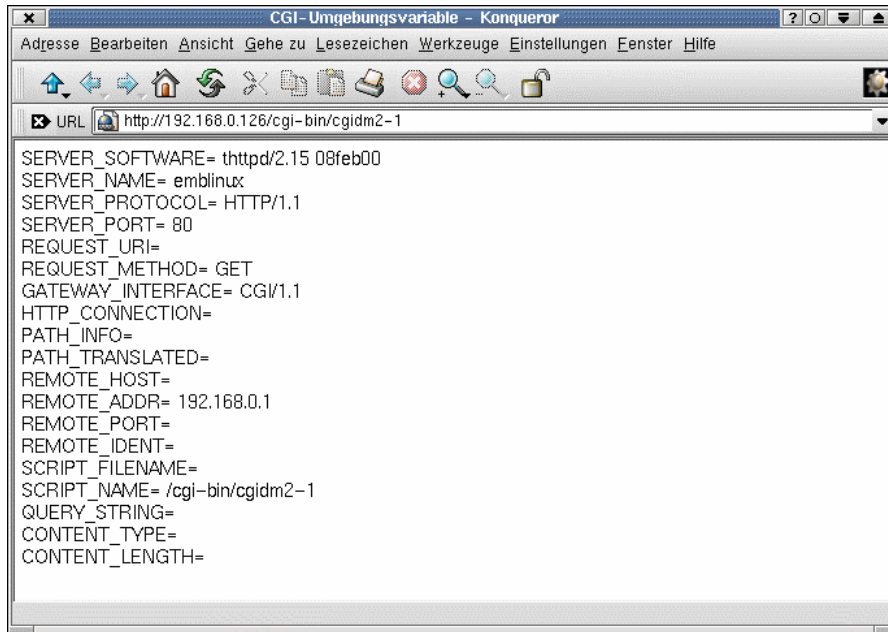 CGI-Umgebungsvariable - Konqueror
Adresse Bearbeiten Ansicht Gehe zu Lesezeichen Werkzeuge Einstellungen Fenster Hilfe
URL http://192.168.0.126/cgi-bin/cgidm2-1
SERVER_SOFTWARE= thttpd/2.15 08feb00
SERVER_NAME= emblinux
SERVER_PROTOCOL= HTTP/1.1
SERVER_PORT= 80
REQUEST_URI=
REQUEST_METHOD= GET
GATEWAY_INTERFACE= CGI/1.1
HTTP_CONNECTION=
PATH_INFO=
PATH_TRANSLATED=
REMOTE_HOST=
REMOTE_ADDR= 192.168.0.1
REMOTE_PORT=
REMOTE_IDENT=
SCRIPT_FILENAME=
SCRIPT_NAME= /cgi-bin/cgidm2-1
QUERY_STRING=
CONTENT_TYPE=
CONTENT_LENGTH=